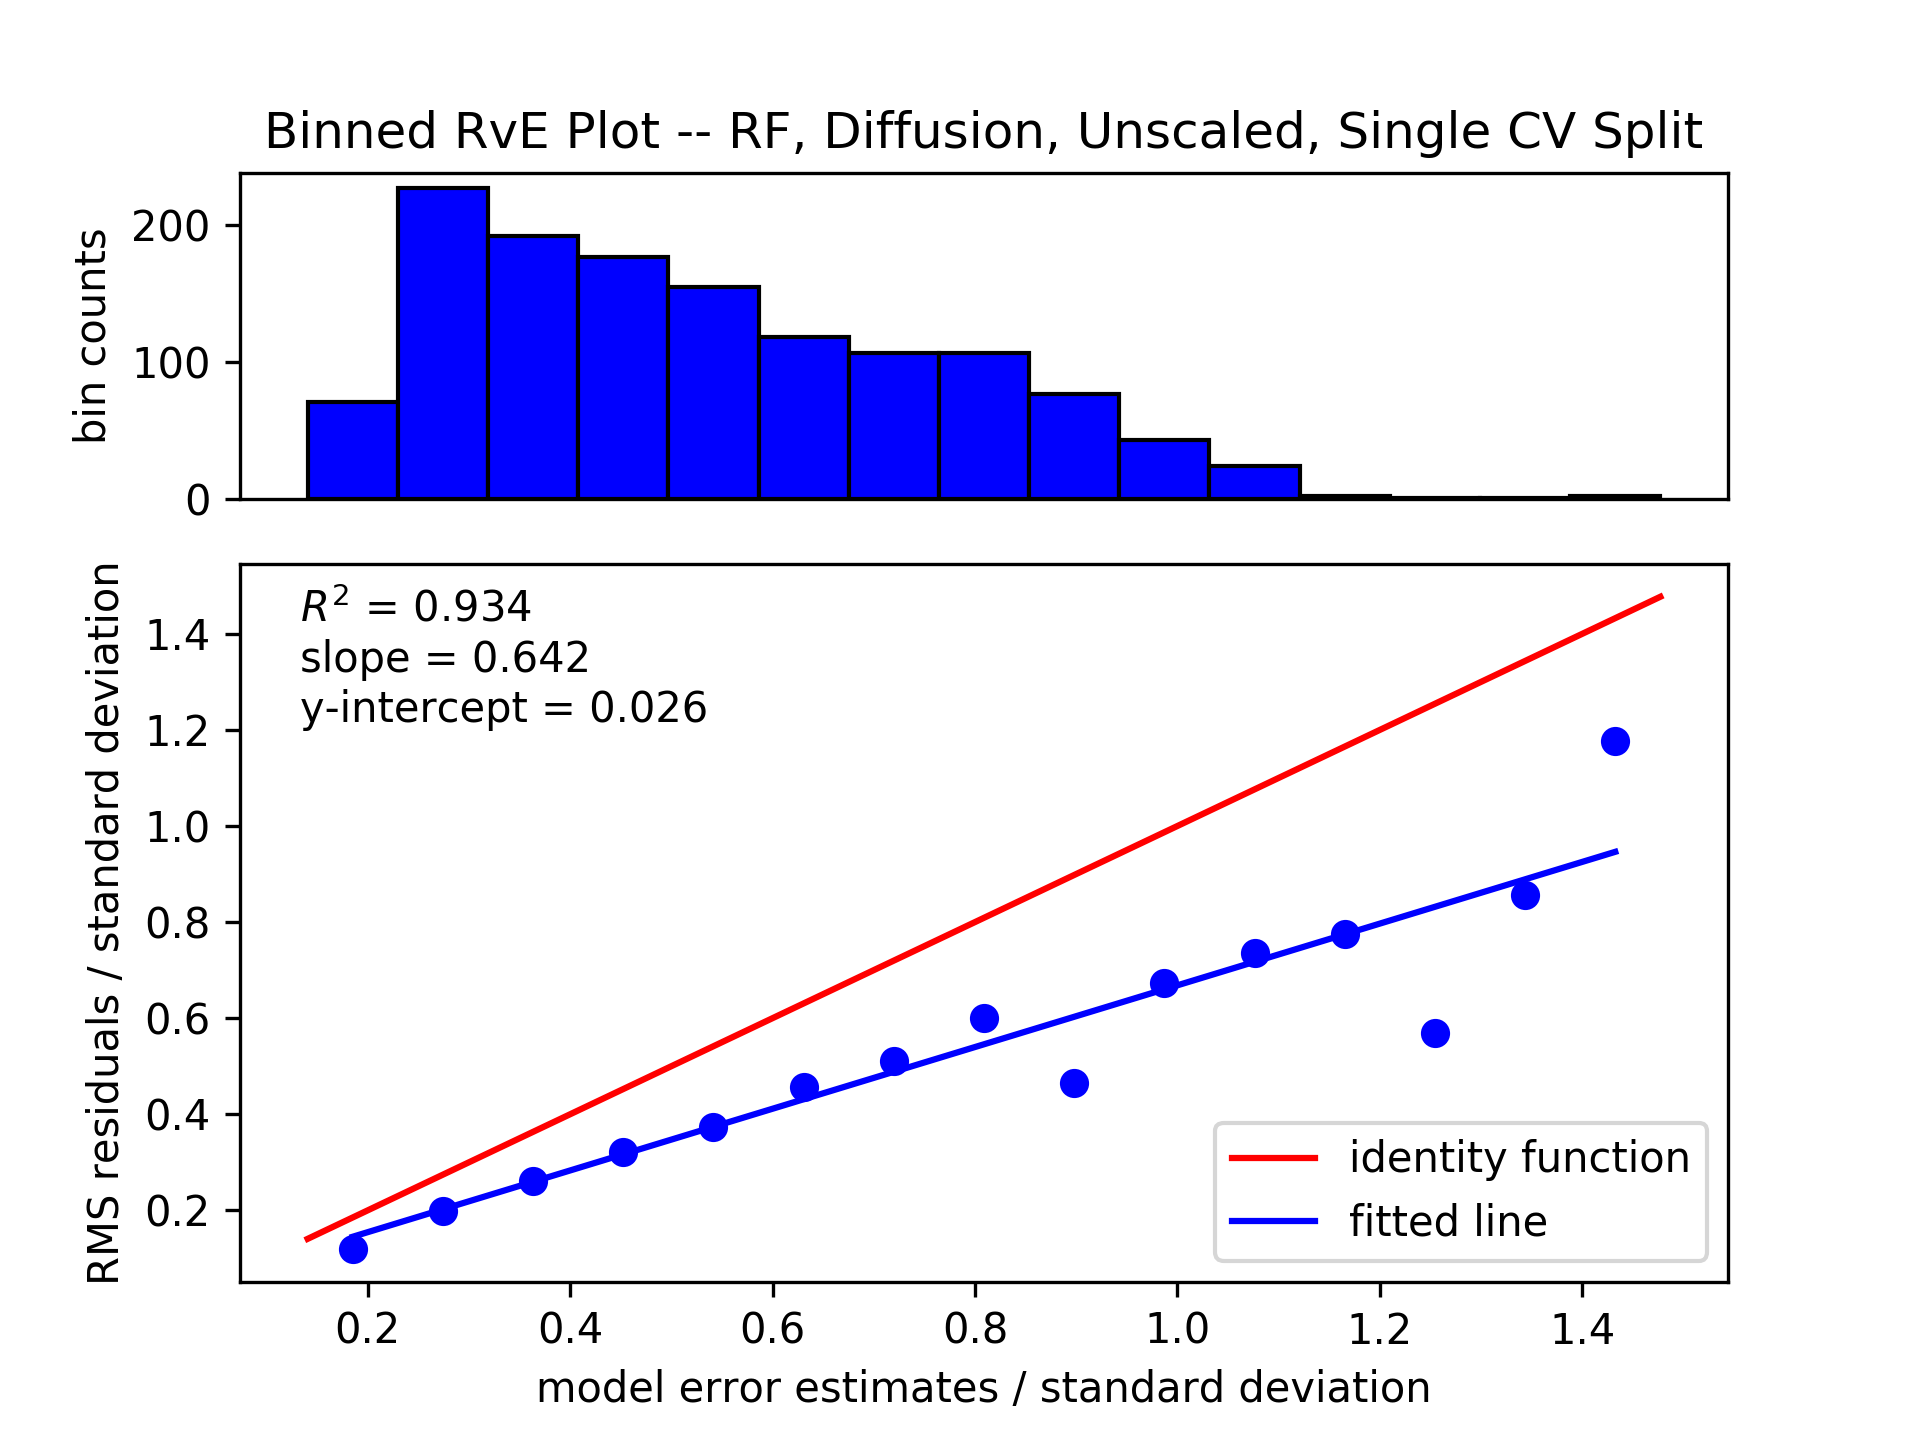 Binned RvE Plot -- RF, Diffusion, Unscaled, Single CV Split
bin counts
200
100
0
R² = 0.934
slope = 0.642
y-intercept = 0.026
RMS residuals / standard deviation
1.4
1.2
1.0
0.8
0.6
0.4
0.2
identity function
fitted line
0.2 0.4 0.6 0.8 1.0 1.2 1.4
model error estimates / standard deviation